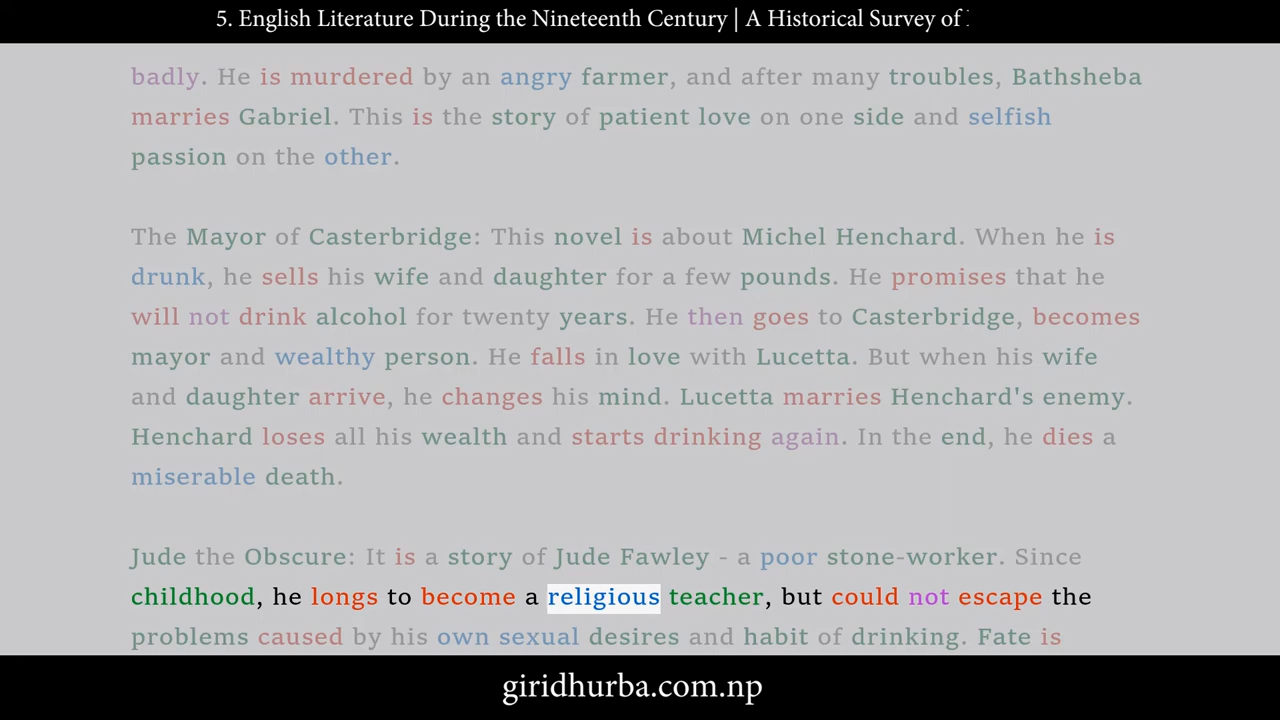 5. English Literature During the Nineteenth Century | A Historical Survey of
badly. He is murdered by an angry farmer, and after many troubles, Bathsheba
marries Gabriel. This is the story of patient love on one side and selfish
passion on the other.
The Mayor of Casterbridge: This novel is about Michel Henchard. When he is
drunk, he sells his wife and daughter for a few pounds. He promises that he
will not drink alcohol for twenty years. He then goes to Casterbridge, becomes
mayor and wealthy person. He falls in love with Lucetta. But when his wife
and daughter arrive, he changes his mind. Lucetta marries Henchard's enemy.
Henchard loses all his wealth and starts drinking again. In the end, he dies a
miserable death.
Jude the Obscure: It is a story of Jude Fawley - a poor stone-worker. Since
childhood, he longs to become a religious teacher, but could not escape the
problems caused by his own sexual desires and habit of drinking. Fate is
giridhurba.com.np